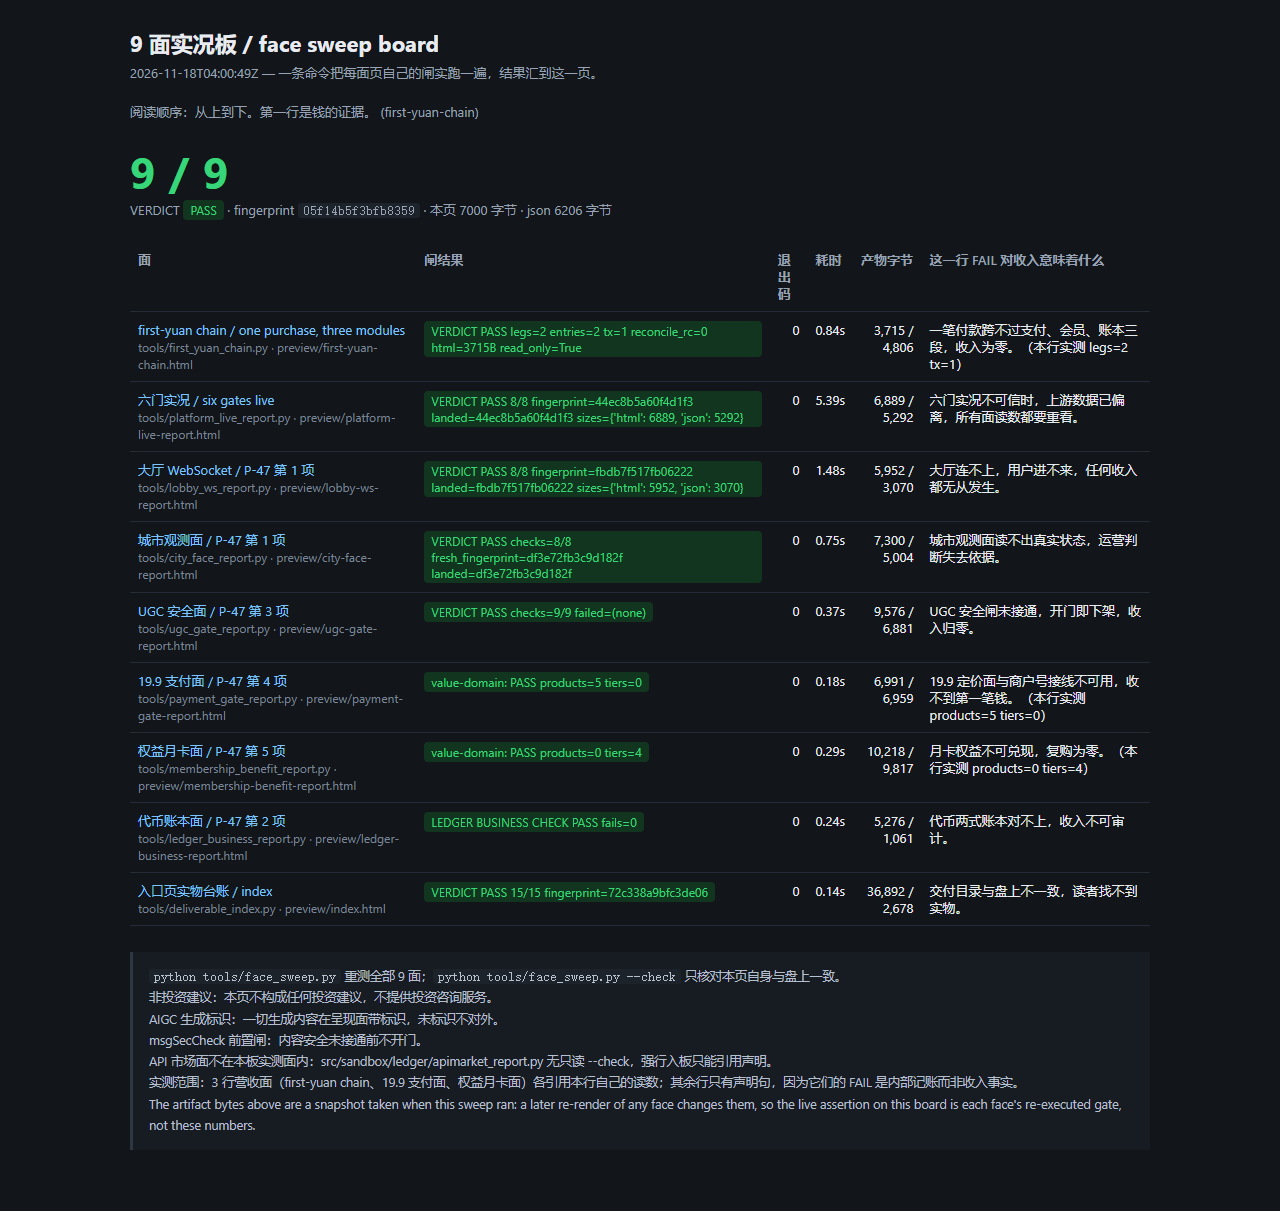 9 面实况板 / face sweep board
2026-11-18T04:00:49Z — 一条命令把每面页自己的闸实跑一遍，结果汇到这一页。
阅读顺序：从上到下。第一行是钱的证据。 (first-yuan-chain)
9 / 9
VERDICT PASS · fingerprint 05f14b5f3bfb8359 · 本页 7000 字节 · json 6206 字节
面 闸结果 退出码 耗时 产物字节 这一行 FAIL 对收入意味着什么
first-yuan chain / one purchase, three modules
tools/first_yuan_chain.py · preview/first-yuan-
chain.html
VERDICT PASS legs=2 entries=2 tx=1 reconcile_rc=0
html=3715B read_only=True
0
0.84s
3,715 /
4,806
一笔付款跨不过支付、会员、账本三
段，收入为零。（本行实测 legs=2
tx=1）
六门实况 / six gates live
tools/platform_live_report.py · preview/platform-
live-report.html
VERDICT PASS 8/8 fingerprint=44ec8b5a60f4d1f3
landed=44ec8b5a60f4d1f3 sizes={'html': 6889, 'json': 5292}
0
5.39s
6,889 /
5,292
六门实况不可信时，上游数据已偏
离，所有面读数都要重看。
大厅 WebSocket / P-47 第 1 项
tools/lobby_ws_report.py · preview/lobby-ws-
report.html
VERDICT PASS 8/8 fingerprint=fbdb7f517fb06222
landed=fbdb7f517fb06222 sizes={'html': 5952, 'json': 3070}
0
1.48s
5,952 /
3,070
大厅连不上，用户进不来，任何收入
都无从发生。
城市观测面 / P-47 第 1 项
tools/city_face_report.py · preview/city-face-
report.html
VERDICT PASS checks=8/8
fresh_fingerprint=df3e72fb3c9d182f
landed=df3e72fb3c9d182f
0
0.75s
7,300 /
5,004
城市观测面读不出真实状态，运营判
断失去依据。
UGC 安全面 / P-47 第 3 项
tools/ugc_gate_report.py · preview/ugc-gate-
report.html
VERDICT PASS checks=9/9 failed=(none)
0
0.37s
9,576 /
6,881
UGC 安全闸未接通，开门即下架，收
入归零。
19.9 支付面 / P-47 第 4 项
tools/payment_gate_report.py · preview/payment-
gate-report.html
value-domain: PASS products=5 tiers=0
0
0.18s
6,991 /
6,959
19.9 定价面与商户号接线不可用，收
不到第一笔钱。（本行实测
products=5 tiers=0）
权益月卡面 / P-47 第 5 项
tools/membership_benefit_report.py ·
preview/membership-benefit-report.html
value-domain: PASS products=0 tiers=4
0
0.29s
10,218 /
9,817
月卡权益不可兑现，复购为零。（本
行实测 products=0 tiers=4）
代币账本面 / P-47 第 2 项
tools/ledger_business_report.py · preview/ledger-
business-report.html
LEDGER BUSINESS CHECK PASS fails=0
0
0.24s
5,276 /
1,061
代币两式账本对不上，收入不可审
计。
入口页实物台账 / index
tools/deliverable_index.py · preview/index.html
VERDICT PASS 15/15 fingerprint=72c338a9bfc3de06
0
0.14s
36,892 /
2,678
交付目录与盘上不一致，读者找不到
实物。
python tools/face_sweep.py 重测全部 9 面；python tools/face_sweep.py --check 只核对本页自身与盘上一致。
非投资建议：本页不构成任何投资建议，不提供投资咨询服务。
AIGC 生成标识：一切生成内容在呈现面带标识，未标识不对外。
msgSecCheck 前置闸：内容安全未接通前不开门。
API 市场面不在本板实测面内：src/sandbox/ledger/apimarket_report.py 无只读 --check，强行入板只能引用声明。
实测范围：3 行营收面（first-yuan chain、19.9 支付面、权益月卡面）各引用本行自己的读数；其余行只有声明句，因为它们的 FAIL 是内部记账而非收入事实。
The artifact bytes above are a snapshot taken when this sweep ran: a later re-render of any face changes them, so the live assertion on this board is each face's re-executed gate,
not these numbers.